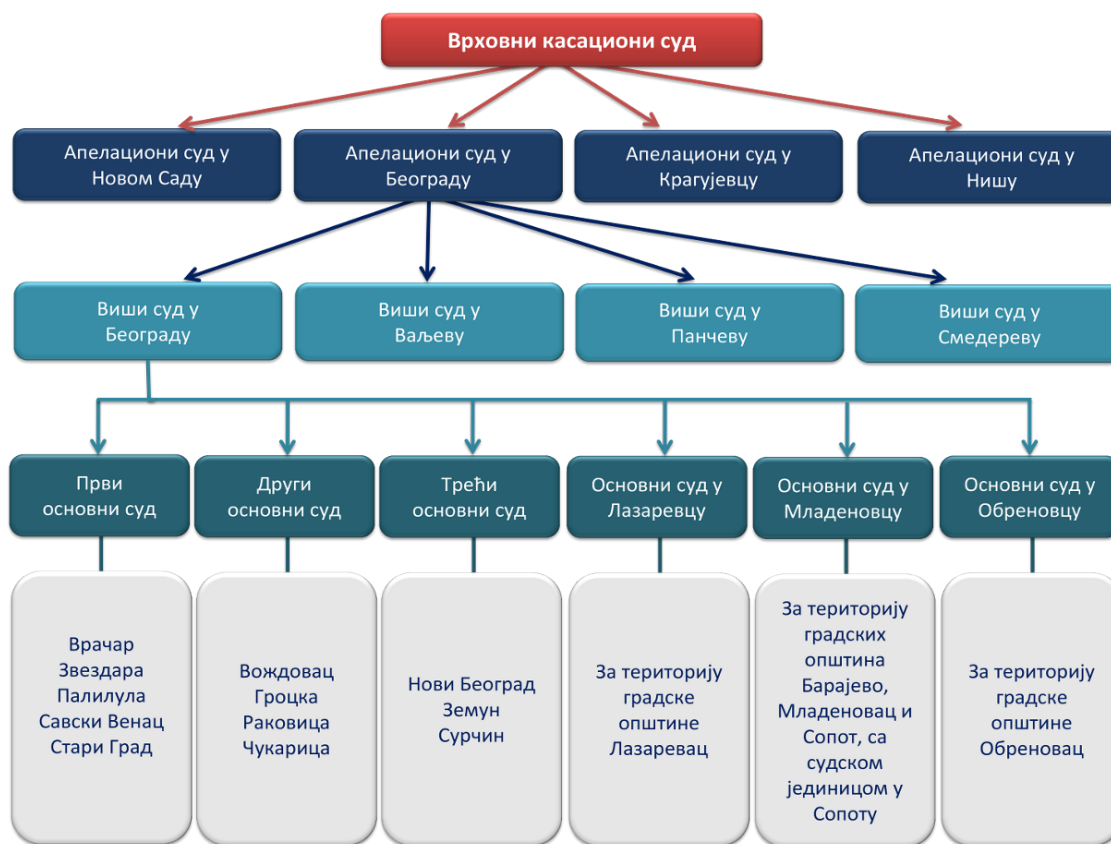 Врховни касациони суд
Апелациони суд у
Новом Саду
Апелациони суд у
Београду
Апелациони суд у
Крагујевцу
Апелациони суд у
Нишу
Виши суд у
Београду
Виши суд у
Ваљеву
Виши суд у
Панчеву
Виши суд у
Смедереву
Први
основни суд
Други
основни суд
Трећи
основни суд
Основни суд у
Лазаревцу
Основни суд у
Младеновцу
Основни суд у
Обреновцу
Врачар
Звездара
Палилула
Савски Венац
Стари Град
Вождовац
Гроцка
Раковица
Чукарица
Нови Београд
Земун
Сурчин
За територију
градске
општине
Лазаревац
За територију
градских
општина
Барајево,
Младеновац и
Сопот, са
судском
јединицом у
Сопоту
За територију
градске
општине
Обреновац